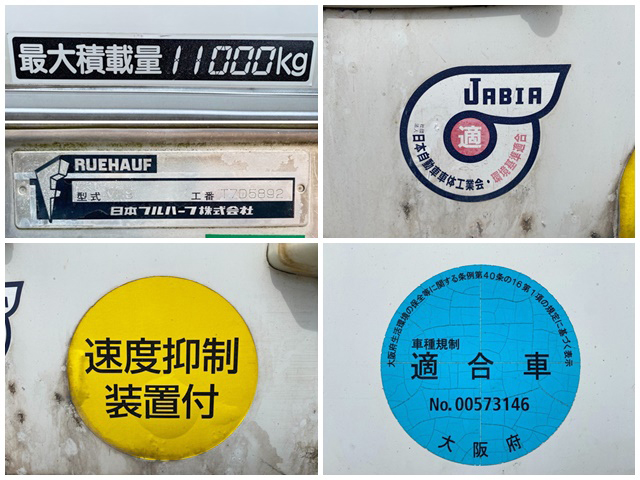 最大積載量 11000kg
RUEHAUF
型式
工番 T705892
日本フルハーフ株式会社
JABIA
適
日本自動車車体工業会・
速度抑制
装置付
大阪府生活環境の保全等に関する条例第40条の16第1項の規定に基づく表示
車種規制
適合車
No. 00573146
大阪府